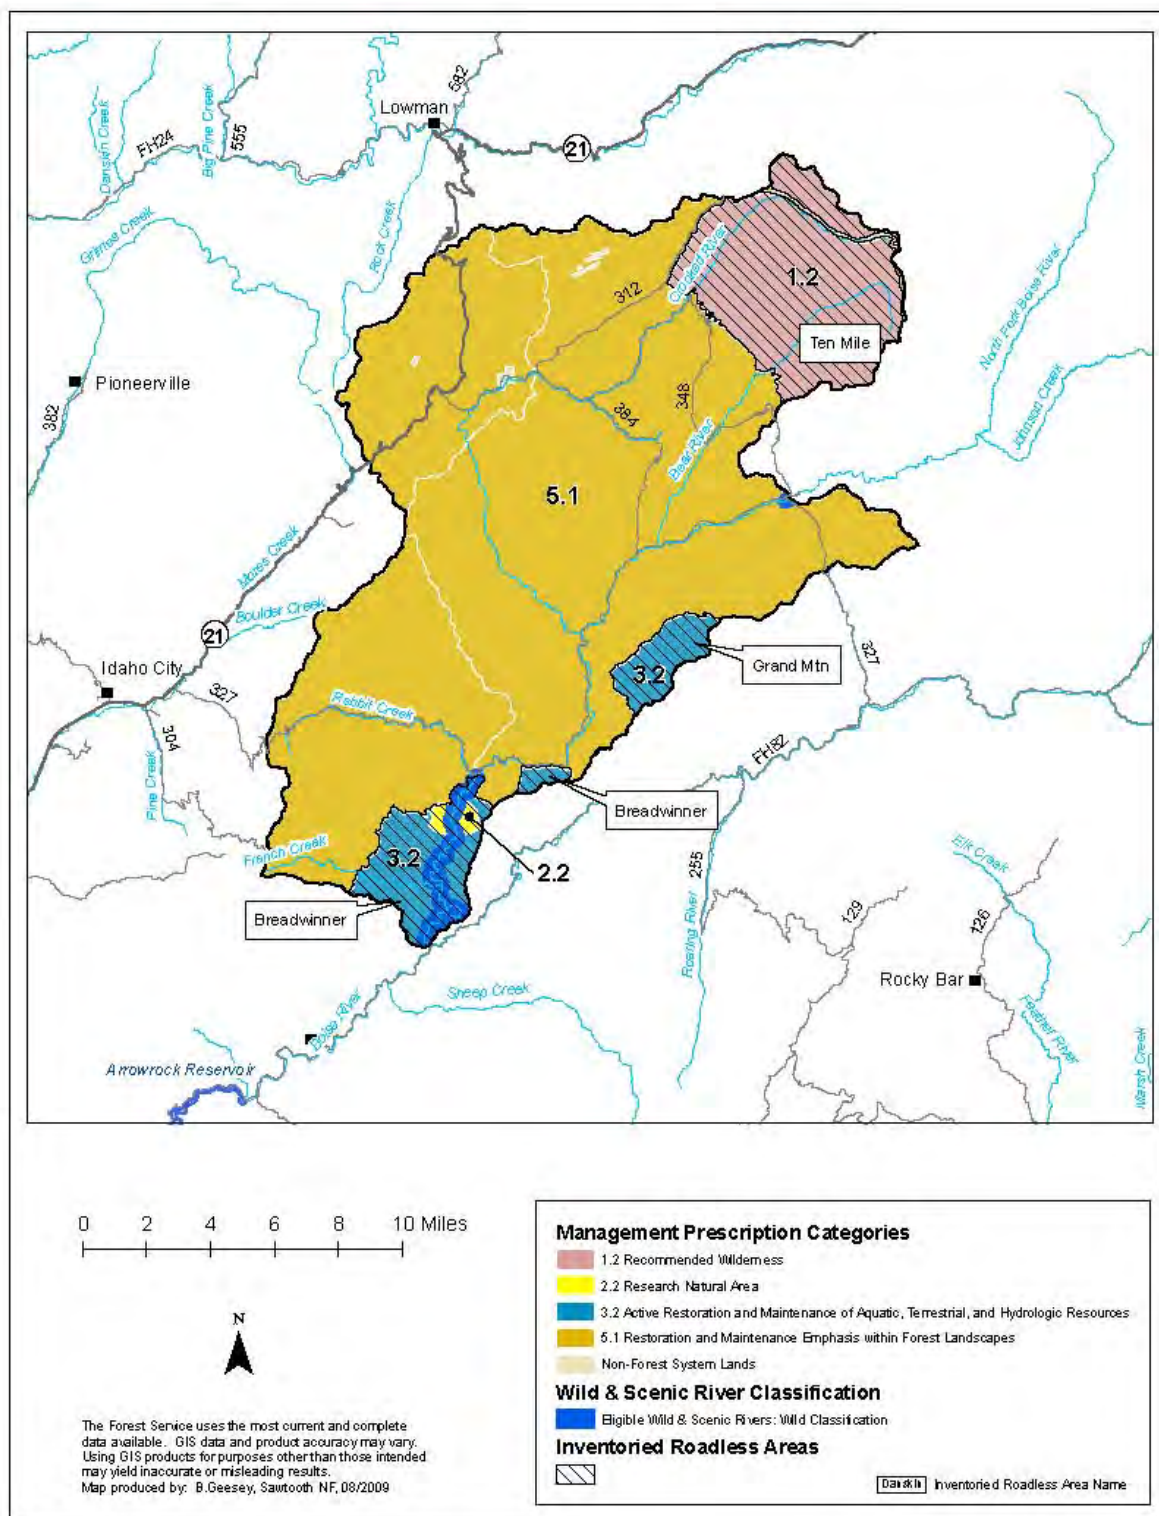 Lowman
582
21
FH24
555
Big Pine Creek
Danskin Creek
Grimes Creek
Rock Creek
Crooked River
1.2
312
Ten Mile
North Fork Boise River
Johnson Creek
Pioneerville
382
348
384
Bear River
5.1
Mores Creek
Boulder Creek
21
Idaho City
327
Rabbit Creek
3.2
Grand Mtn
327
304
Pine Creek
FH82
Breadwinner
French Creek
3.2
2.2
Breadwinner
255
Roaring River
129
Elk Creek
126
Rocky Bar
Feather River
Marsh Creek
Sheep Creek
Boise River
Arrowrock Reservoir
0 2 4 6 8 10 Miles
N
The Forest Service uses the most current and complete
data available. GIS data and product accuracy may vary.
Using GIS products for purposes other than those intended
may yield inaccurate or misleading results.
Map produced by: B.Geesey, Sawtooth NF, 08/2009
Management Prescription Categories
1.2 Recommended Wilderness
2.2 Research Natural Area
3.2 Active Restoration and Maintenance of Aquatic, Terrestrial, and Hydrologic Resources
5.1 Restoration and Maintenance Emphasis within Forest Landscapes
Non-Forest System Lands
Wild & Scenic River Classification
Eligible Wild & Scenic Rivers: Wild Classification
Inventoried Roadless Areas
Danskin Inventoried Roadless Area Name